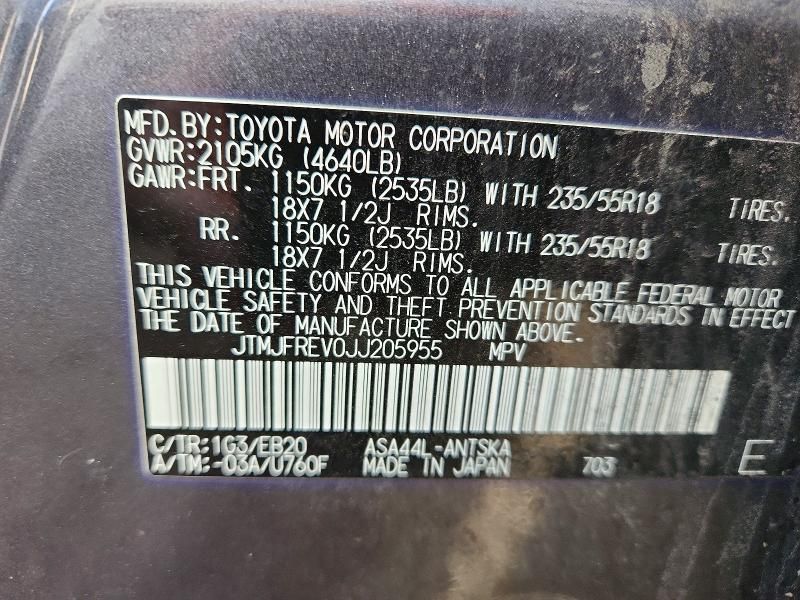 MFD.BY:TOYOTA MOTOR CORPORATION
GVWR:2105KG (4640LB)
GAWR:FRT. 1150KG (2535LB) WITH 235/55R18 TIRES.
18X7 1/2J RIMS.
RR. 1150KG (2535LB) WITH 235/55R18 TIRES.
18X7 1/2J RIMS.
THIS VEHICLE CONFORMS TO ALL APPLICABLE FEDERAL MOTOR
VEHICLE SAFETY AND THEFT PREVENTION STANDARDS IN EFFECT
THE DATE OF MANUFACTURE SHOWN ABOVE.
JTMJFREV0JJ205955 MPV
C/TR:1G3/EB20 ASA44L-ANTSKA
A/TM:-03A/U760F MADE IN JAPAN 703 E